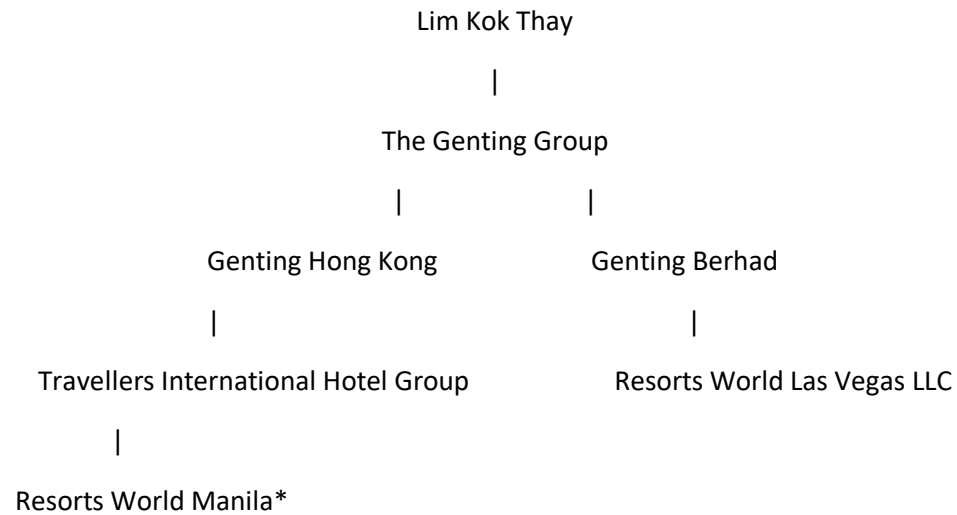 Lim Kok Thay
|
The Genting Group
| |
Genting Hong Kong Genting Berhad
| |
Travellers International Hotel Group Resorts World Las Vegas LLC
|
Resorts World Manila*